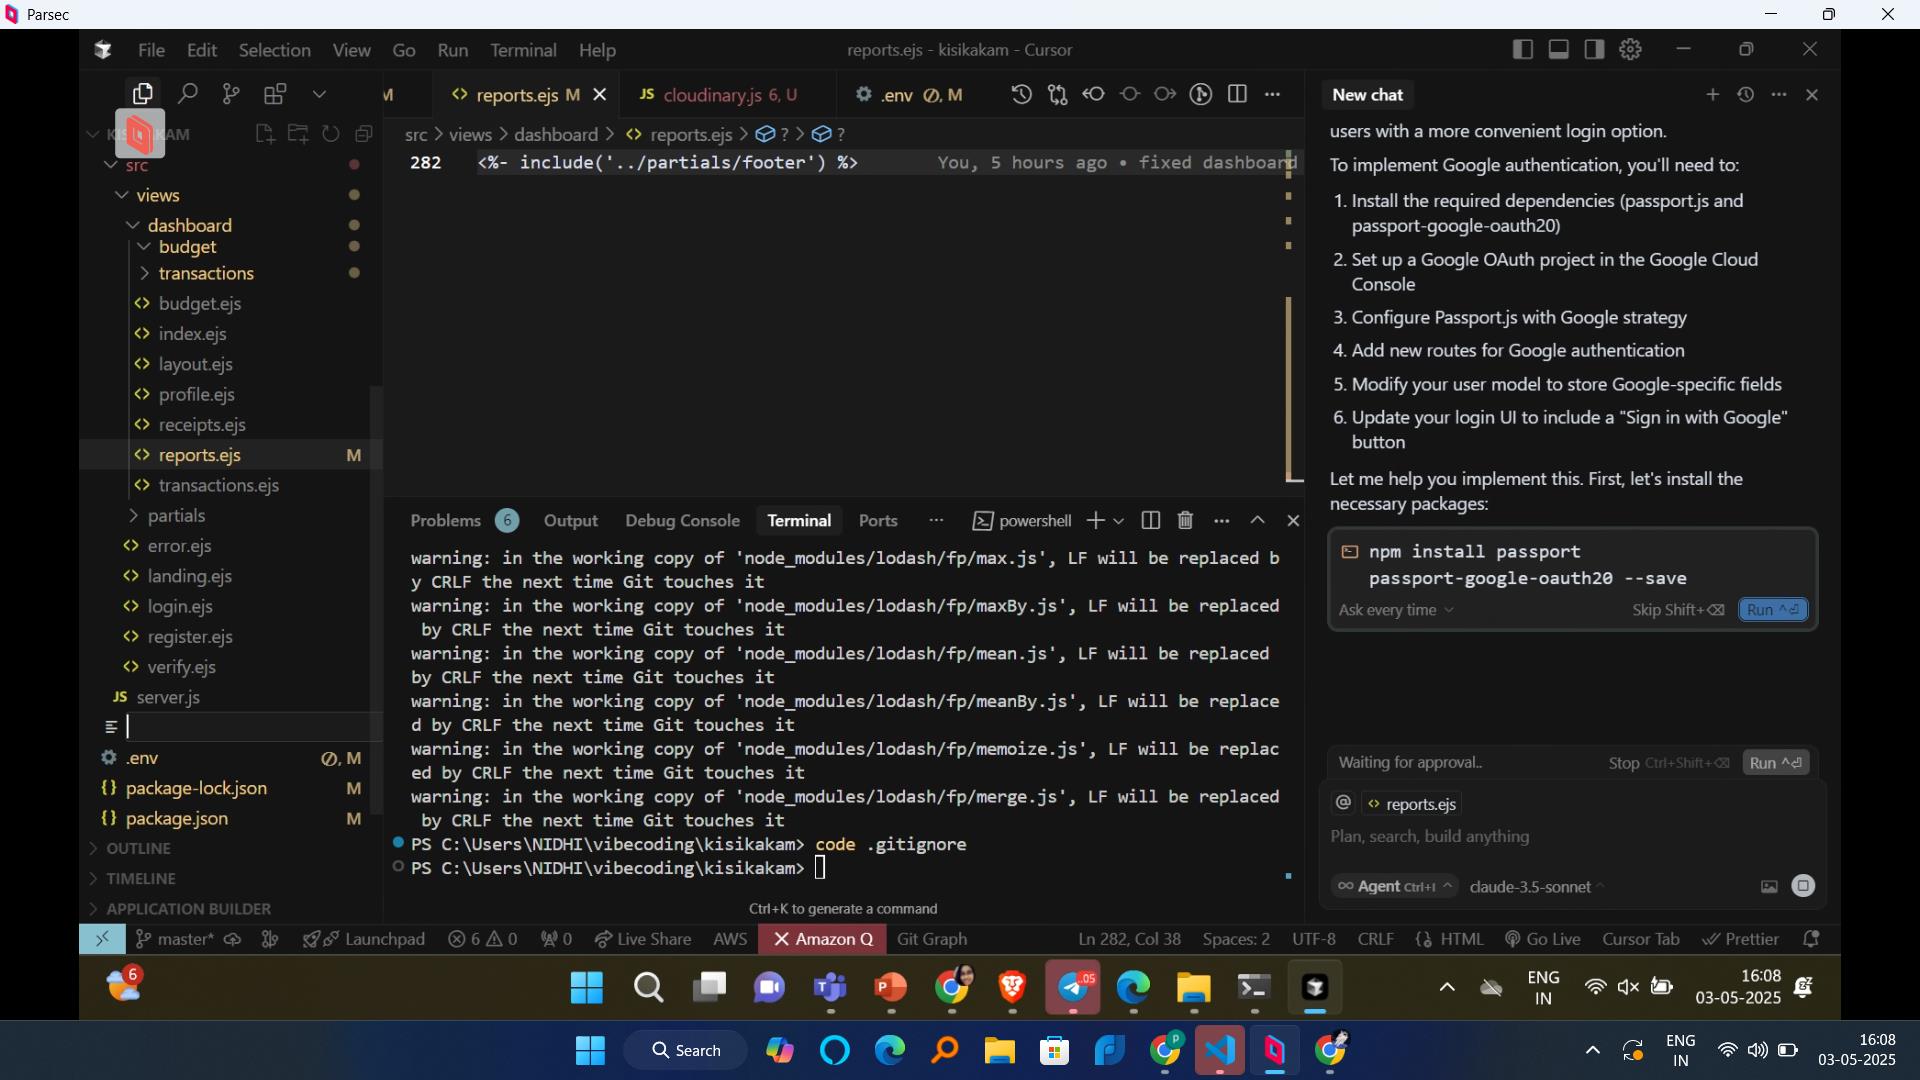 Parsec
File Edit Selection View Go Run Terminal Help
reports.ejs - kisikakam - Cursor
M
reports.ejs M
JS cloudinary.js 6, U
.env M
AKAM
src
views
dashboard
budget
transactions
budget.ejs
index.ejs
layout.ejs
profile.ejs
receipts.ejs
reports.ejs M
transactions.ejs
partials
error.ejs
landing.ejs
login.ejs
register.ejs
verify.ejs
JS server.js
.env , M
package-lock.json M
package.json M
OUTLINE
TIMELINE
APPLICATION BUILDER
src > views > dashboard > reports.ejs > ? > ?
282 <%- include('../partials/footer') %> You, 5 hours ago • fixed dashboard
Problems 6 Output Debug Console Terminal Ports powershell
warning: in the working copy of 'node_modules/lodash/fp/max.js', LF will be replaced b
y CRLF the next time Git touches it
warning: in the working copy of 'node_modules/lodash/fp/maxBy.js', LF will be replaced
by CRLF the next time Git touches it
warning: in the working copy of 'node_modules/lodash/fp/mean.js', LF will be replaced
by CRLF the next time Git touches it
warning: in the working copy of 'node_modules/lodash/fp/meanBy.js', LF will be replace
d by CRLF the next time Git touches it
warning: in the working copy of 'node_modules/lodash/fp/memoize.js', LF will be replac
ed by CRLF the next time Git touches it
warning: in the working copy of 'node_modules/lodash/fp/merge.js', LF will be replaced
by CRLF the next time Git touches it
PS C:\Users\NIDHI\vibecoding\kisikakam> code .gitignore
PS C:\Users\NIDHI\vibecoding\kisikakam>
Ctrl+K to generate a command
New chat
users with a more convenient login option.
To implement Google authentication, you'll need to:
1. Install the required dependencies (passport.js and
passport-google-oauth20)
2. Set up a Google OAuth project in the Google Cloud
Console
3. Configure Passport.js with Google strategy
4. Add new routes for Google authentication
5. Modify your user model to store Google-specific fields
6. Update your login UI to include a "Sign in with Google"
button
Let me help you implement this. First, let's install the
necessary packages:
npm install passport
passport-google-oauth20 --save
Ask every time Skip Shift+⌫ Run ^⏎
Waiting for approval.. Stop Ctrl+Shift+⌫ Run ^⏎
@ reports.ejs
Plan, search, build anything
∞ Agent Ctrl+I claude-3.5-sonnet
master* Launchpad 6 0 0 Live Share AWS Amazon Q Git Graph Ln 282, Col 38 Spaces: 2 UTF-8 CRLF HTML Go Live Cursor Tab Prettier
6
.05
ENG
IN
16:08
03-05-2025
Search
P
ENG
IN
16:08
03-05-2025